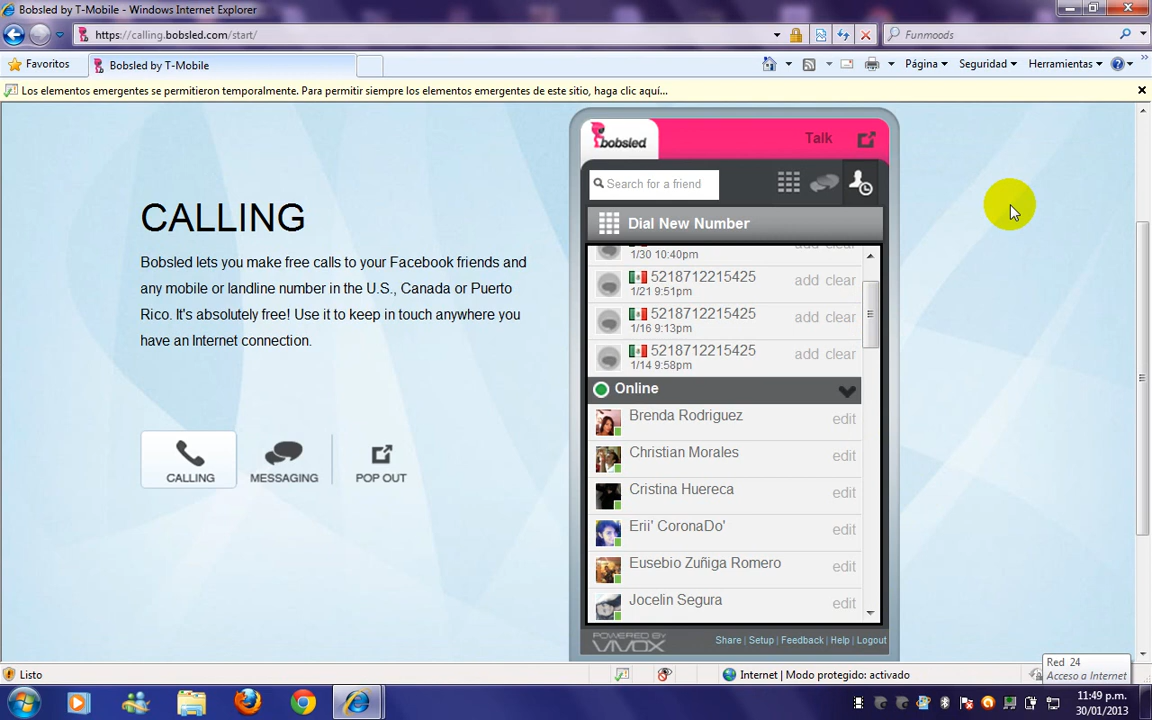 Bobsled by T-Mobile - Windows Internet Explorer
https://calling.bobsled.com/start/
Funmoods
Favoritos
Bobsled by T-Mobile
Página
Seguridad
Herramientas
Los elementos emergentes se permitieron temporalmente. Para permitir siempre los elementos emergentes de este sitio, haga clic aquí...
bobsled
Talk
Search for a friend
Dial New Number
CALLING
Bobsled lets you make free calls to your Facebook friends and
any mobile or landline number in the U.S., Canada or Puerto
Rico. It's absolutely free! Use it to keep in touch anywhere you
have an Internet connection.
CALLING
MESSAGING
POP OUT
add clear
1/30 10:40pm
5218712215425 add clear
1/21 9:51pm
5218712215425 add clear
1/16 9:13pm
5218712215425 add clear
1/14 9:58pm
Online
Brenda Rodriguez edit
Christian Morales edit
Cristina Huereca edit
Erii' CoronaDo' edit
Eusebio Zuñiga Romero edit
Jocelin Segura edit
POWERED BY
VIVOX
Share | Setup | Feedback | Help | Logout
Listo
Internet | Modo protegido: activado
Red 24
Acceso a Internet
11:49 p.m.
30/01/2013